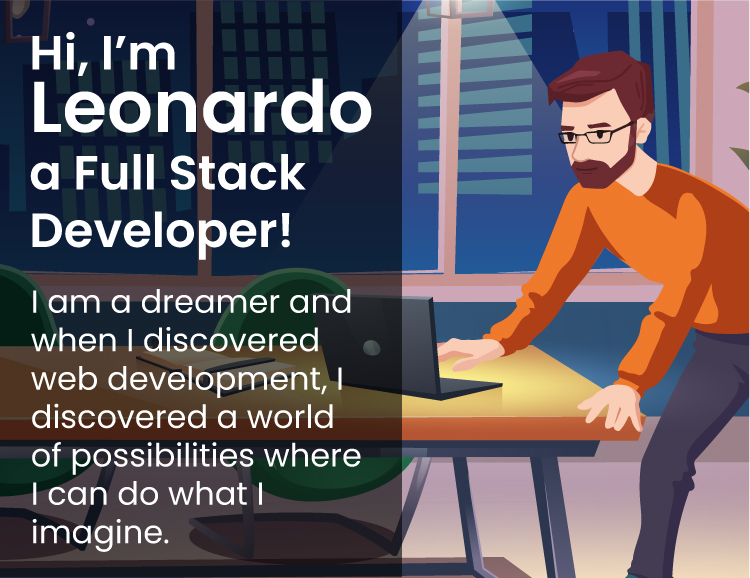 Hi, I’m
Leonardo
a Full Stack
Developer!
I am a dreamer and
when I discovered
web development, I
discovered a world
of possibilities where
I can do what I
imagine.